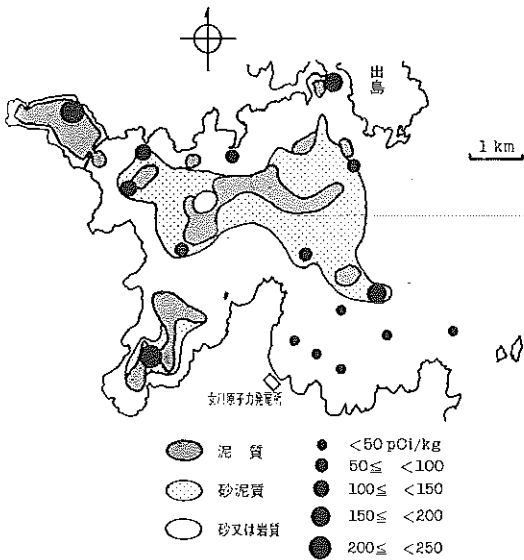 出島
1 km
女川原子力発電所
泥 質
砂泥質
砂又は岩質
<50 pCi/kg
50≦ <100
100≦ <150
150≦ <200
200≦ <250